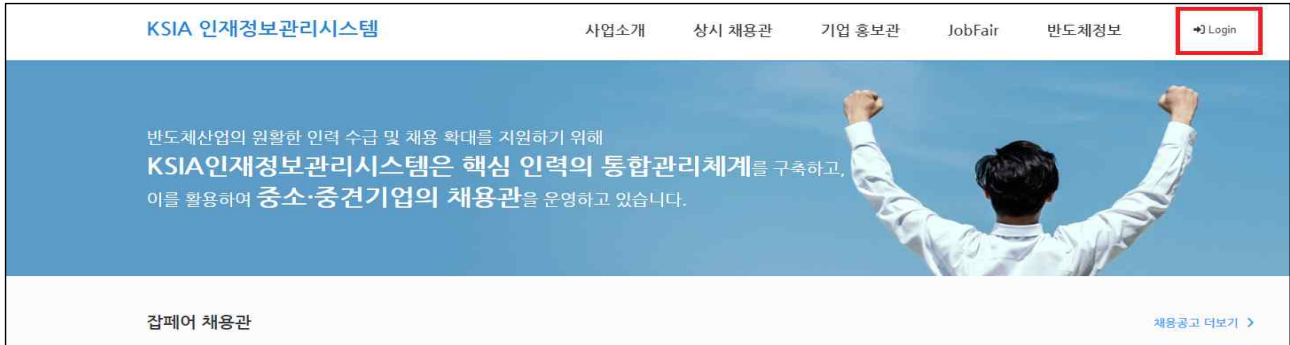 KSIA 인재정보관리시스템 사업소개 상시 채용관 기업 홍보관 JobFair 반도체정보 Login
반도체산업의 원활한 인력 수급 및 채용 확대를 지원하기 위해
KSIA인재정보관리시스템은 핵심 인력의 통합관리체계를 구축하고,
이를 활용하여 중소·중견기업의 채용관을 운영하고 있습니다.
잡페어 채용관 채용공고 더보기